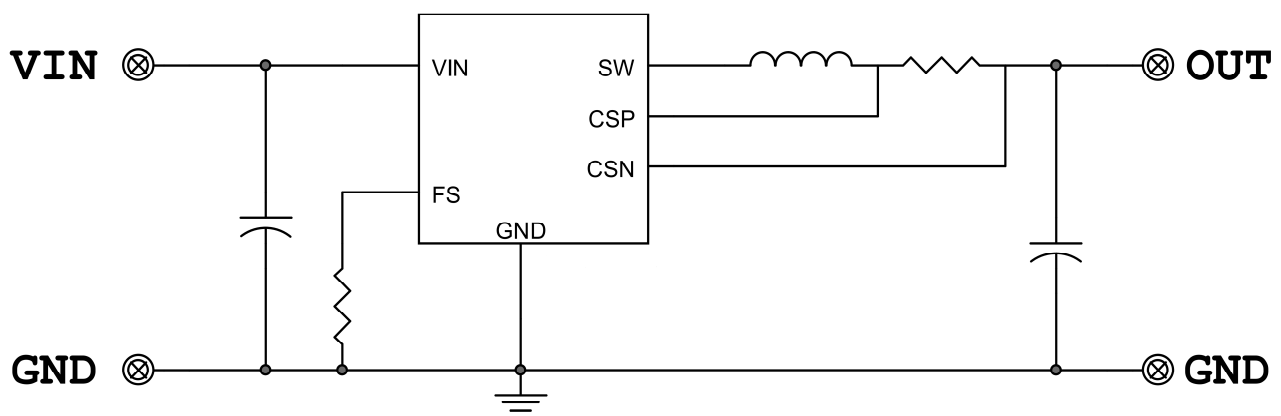 VIN
VIN
SW
OUT
CSP
CSN
FS
GND
GND
GND